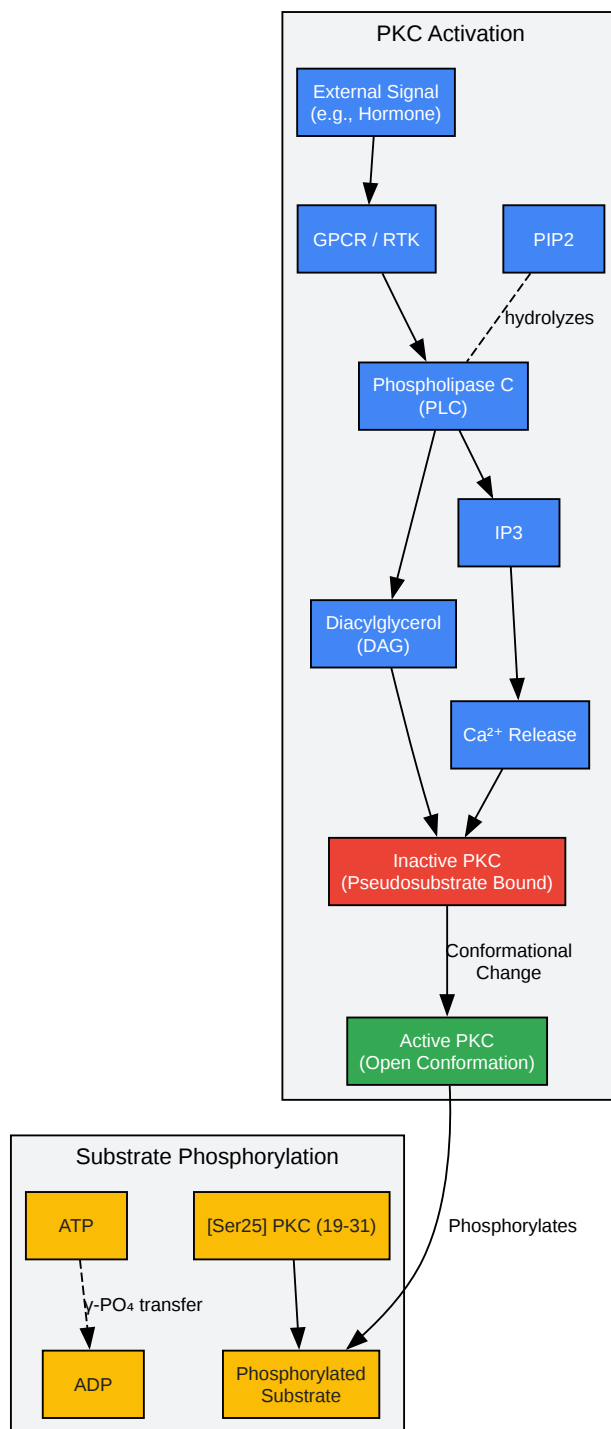 PKC Activation
External Signal
(e.g., Hormone)
GPCR / RTK
PIP2
hydrolyzes
Phospholipase C
(PLC)
IP3
Diacylglycerol
(DAG)
Ca²⁺ Release
Inactive PKC
(Pseudosubstrate Bound)
Conformational
Change
Active PKC
(Open Conformation)
Substrate Phosphorylation
ATP
[Ser25] PKC (19-31)
Phosphorylates
γ-PO₄ transfer
ADP
Phosphorylated
Substrate